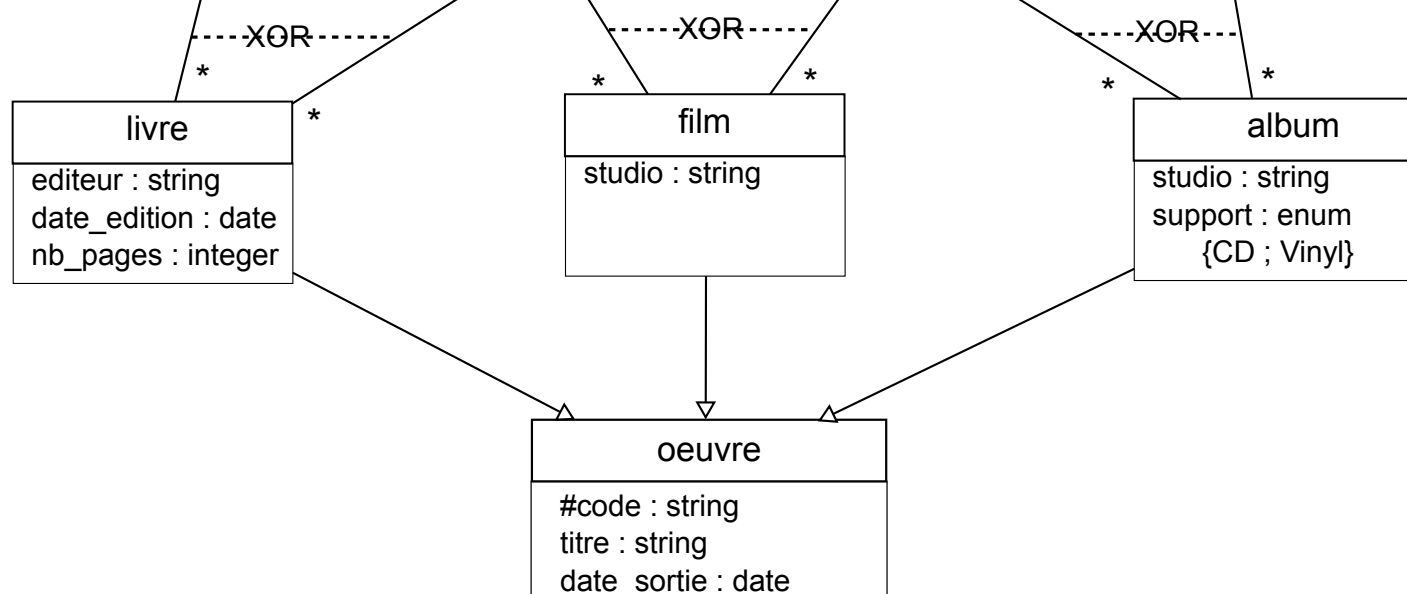 XOR
XOR
XOR
*
*
*
*
*
*
livre
film
album
editeur : string
date_edition : date
nb_pages : integer
studio : string
studio : string
support : enum
{CD ; Vinyl}
oeuvre
#code : string
titre : string
date_sortie : date